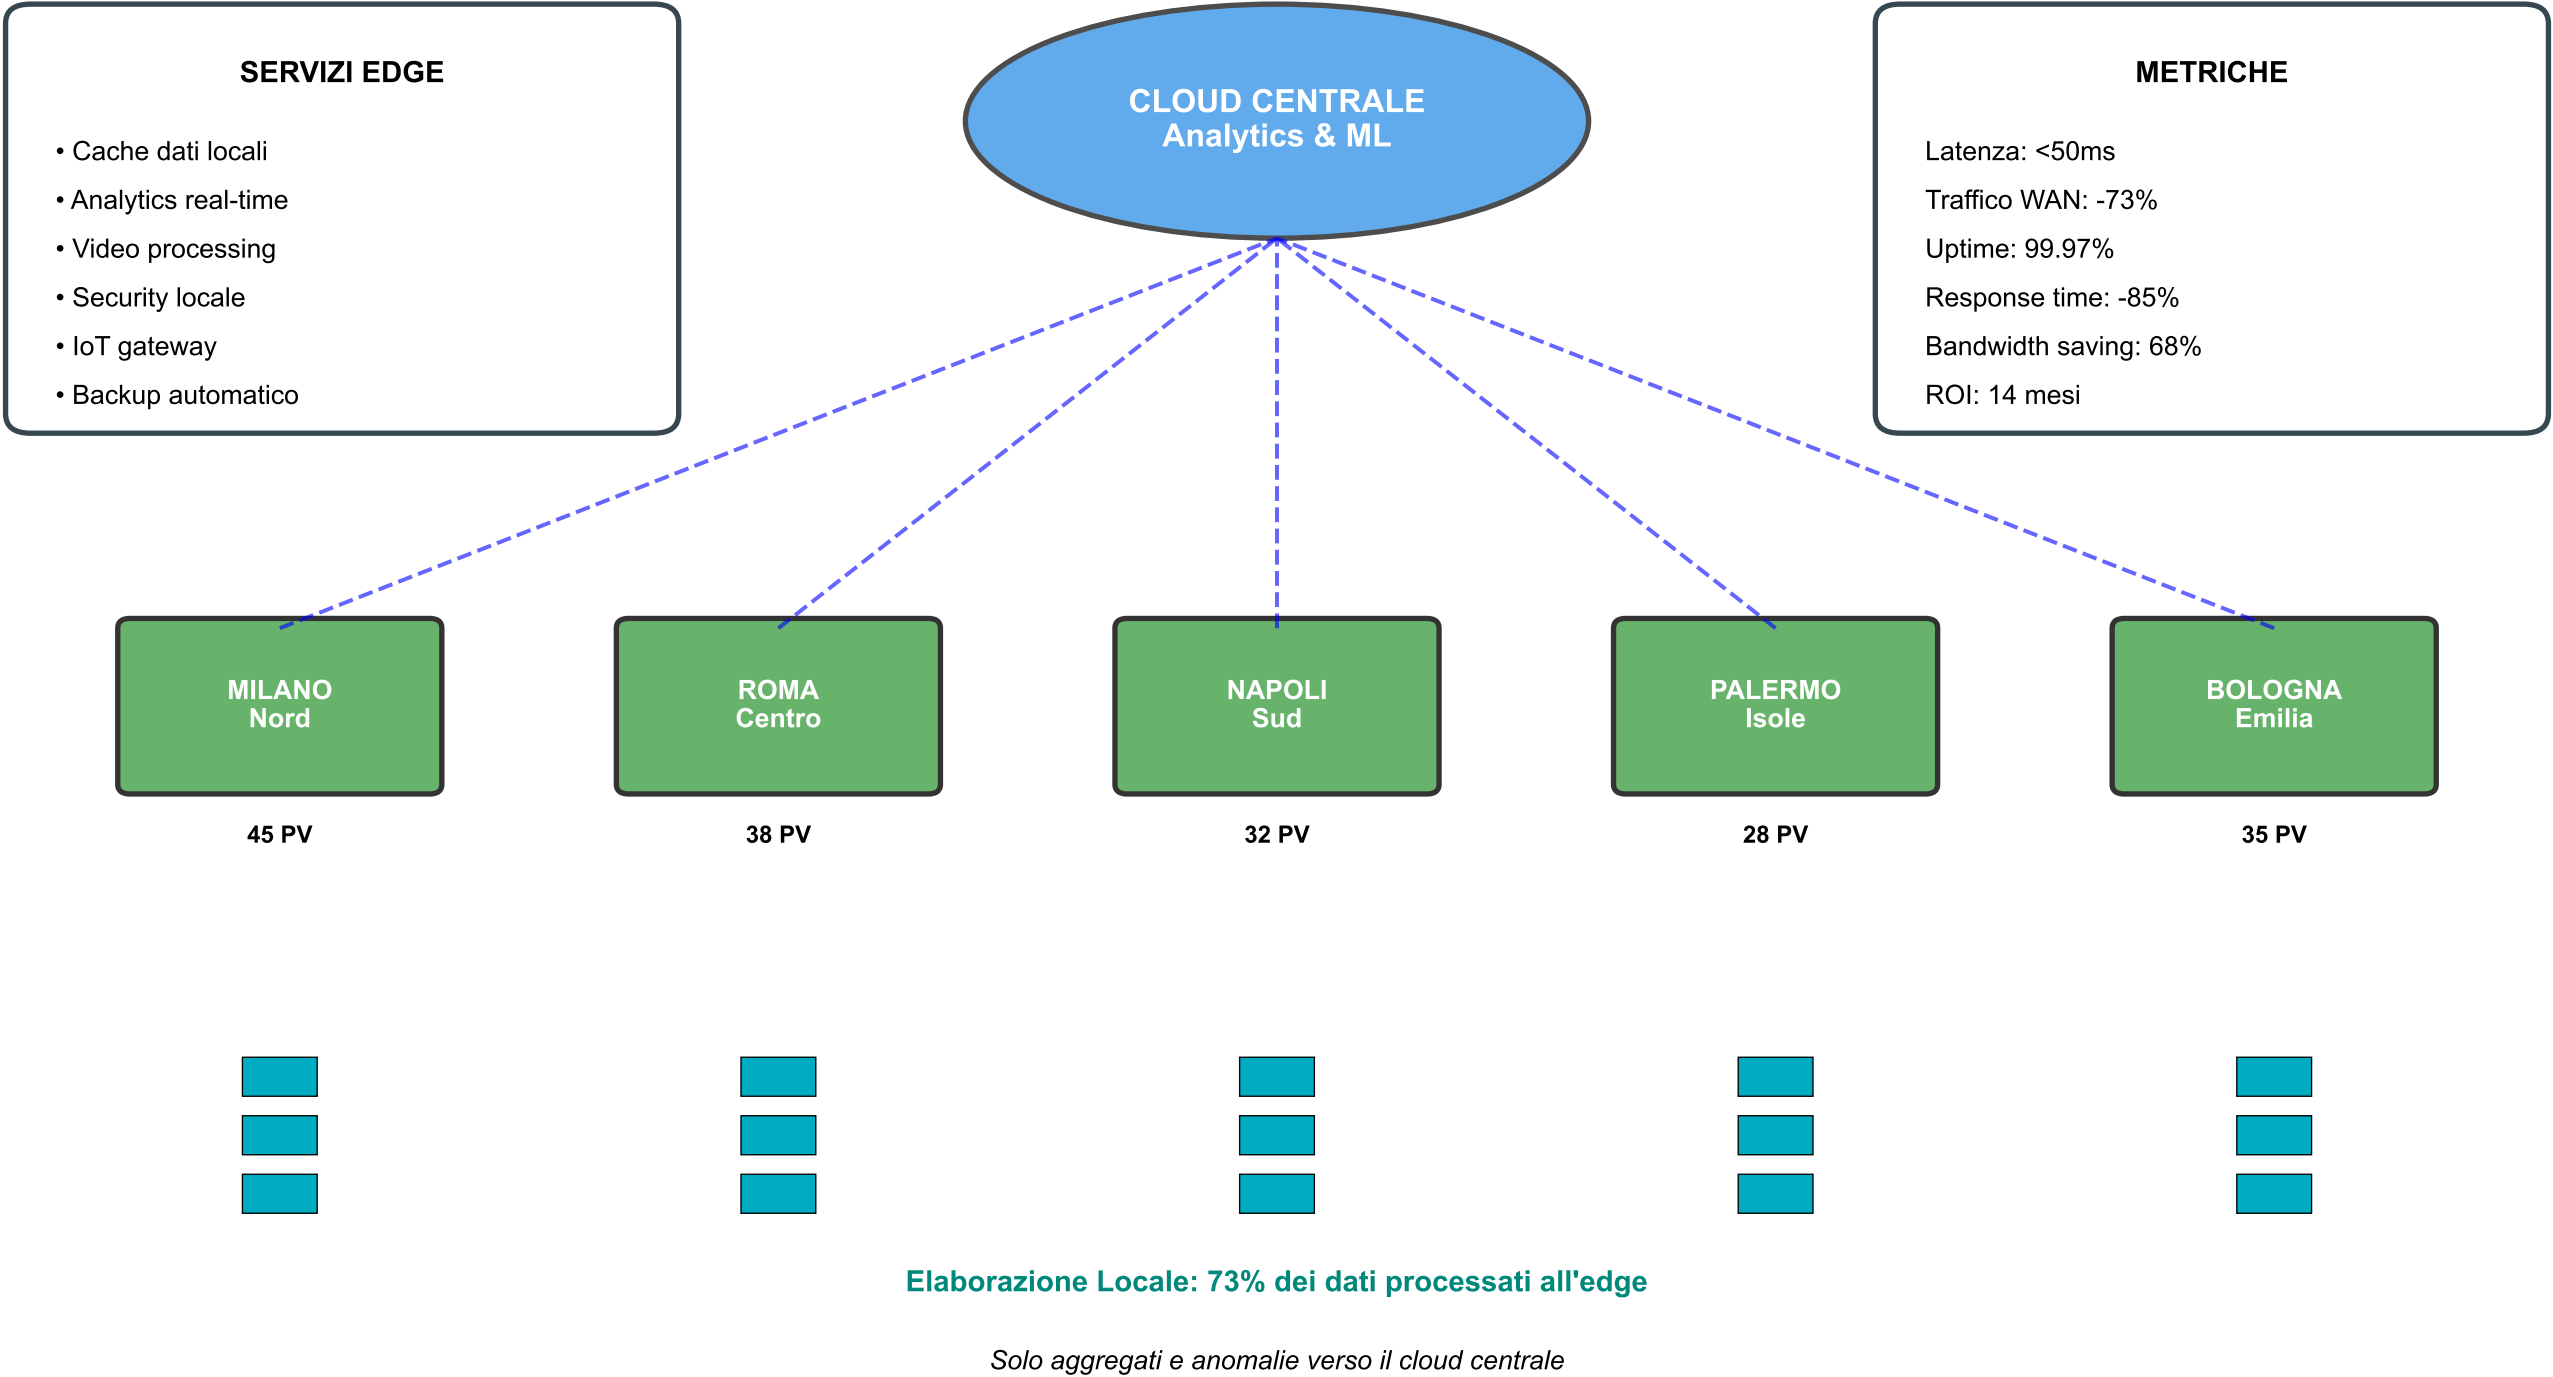 SERVIZI EDGE
• Cache dati locali
• Analytics real-time
• Video processing
• Security locale
• IoT gateway
• Backup automatico
CLOUD CENTRALE
Analytics & ML
METRICHE
Latenza: <50ms
Traffico WAN: -73%
Uptime: 99.97%
Response time: -85%
Bandwidth saving: 68%
ROI: 14 mesi
MILANO
Nord
45 PV
ROMA
Centro
38 PV
NAPOLI
Sud
32 PV
PALERMO
Isole
28 PV
BOLOGNA
Emilia
35 PV
Elaborazione Locale: 73% dei dati processati all'edge
Solo aggregati e anomalie verso il cloud centrale